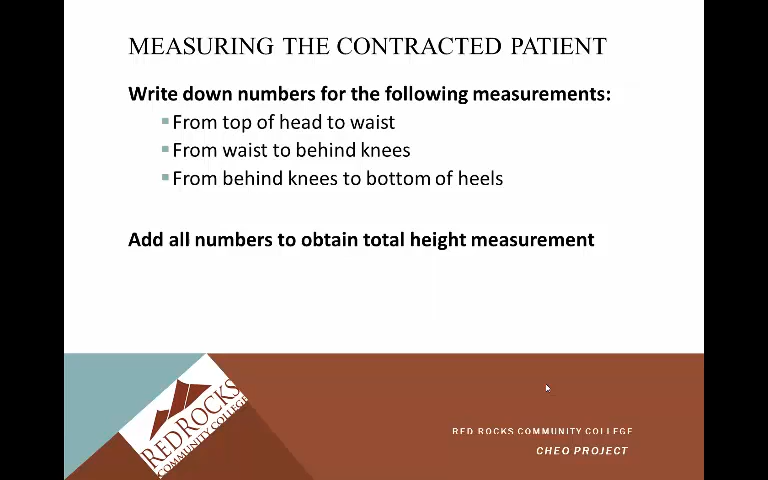 MEASURING THE CONTRACTED PATIENT
Write down numbers for the following measurements:
From top of head to waist
From waist to behind knees
From behind knees to bottom of heels
Add all numbers to obtain total height measurement
RED ROCKS
COMMUNITY COLLEGE
RED ROCKS COMMUNITY COLLEGE
CHEO PROJECT